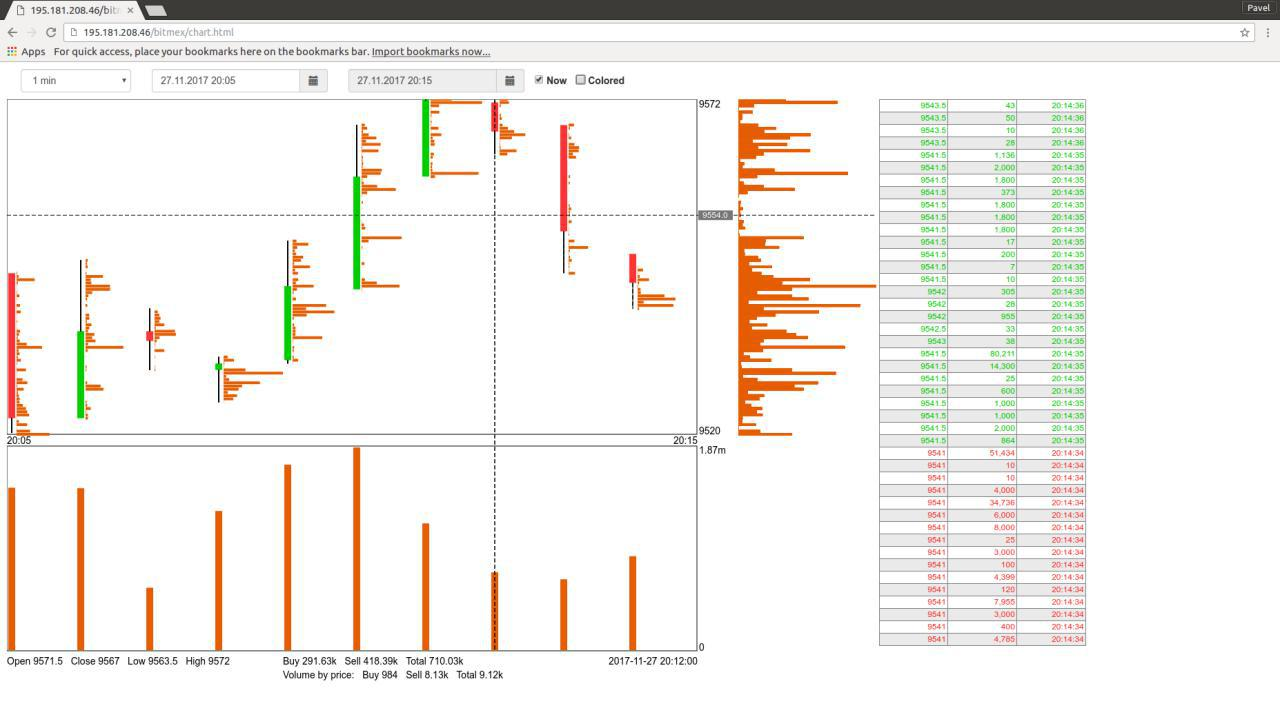 195.181.208.46/bitm
Pavel
195.181.208.46/bitmex/chart.html
Apps For quick access, place your bookmarks here on the bookmarks bar. Import bookmarks now...
1 min 27.11.2017 20:05 27.11.2017 20:15 Now Colored
9572
9554.0
9520
20:05 20:15
1.87m
0
Open 9571.5 Close 9567 Low 9563.5 High 9572 Buy 291.63k Sell 418.39k Total 710.03k 2017-11-27 20:12:00
Volume by price: Buy 984 Sell 8.13k Total 9.12k
9543.5 43 20:14:36
9543.5 50 20:14:36
9543.5 10 20:14:36
9543.5 28 20:14:36
9541.5 1,136 20:14:35
9541.5 2,000 20:14:35
9541.5 1,800 20:14:35
9541.5 373 20:14:35
9541.5 1,800 20:14:35
9541.5 1,800 20:14:35
9541.5 1,800 20:14:35
9541.5 17 20:14:35
9541.5 200 20:14:35
9541.5 7 20:14:35
9541.5 10 20:14:35
9542 305 20:14:35
9542 28 20:14:35
9542 955 20:14:35
9542.5 33 20:14:35
9543 38 20:14:35
9541.5 80,211 20:14:35
9541.5 14,300 20:14:35
9541.5 25 20:14:35
9541.5 600 20:14:35
9541.5 1,000 20:14:35
9541.5 1,000 20:14:35
9541.5 2,000 20:14:35
9541.5 864 20:14:35
9541 51,434 20:14:34
9541 10 20:14:34
9541 10 20:14:34
9541 4,000 20:14:34
9541 34,736 20:14:34
9541 6,000 20:14:34
9541 8,000 20:14:34
9541 25 20:14:34
9541 3,000 20:14:34
9541 100 20:14:34
9541 4,399 20:14:34
9541 120 20:14:34
9541 7,955 20:14:34
9541 3,000 20:14:34
9541 400 20:14:34
9541 4,785 20:14:34